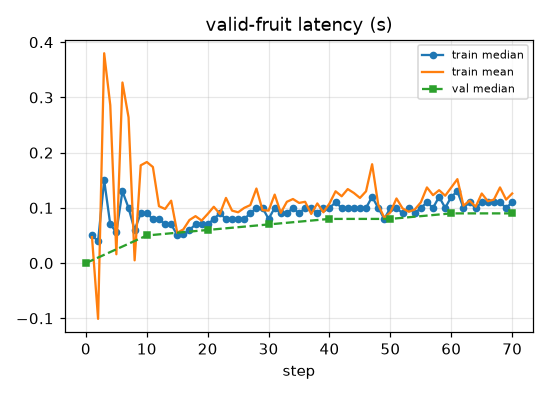 valid-fruit latency (s)
train median
train mean
val median
0.4
0.3
0.2
0.1
0.0
−0.1
0 10 20 30 40 50 60 70
step